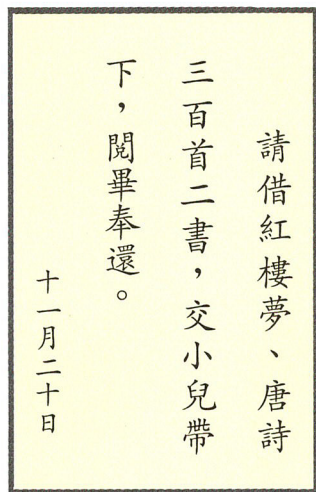 請借紅樓夢、唐詩
三百首二書，交小兒帶
下，閱畢奉還。
十一月二十日